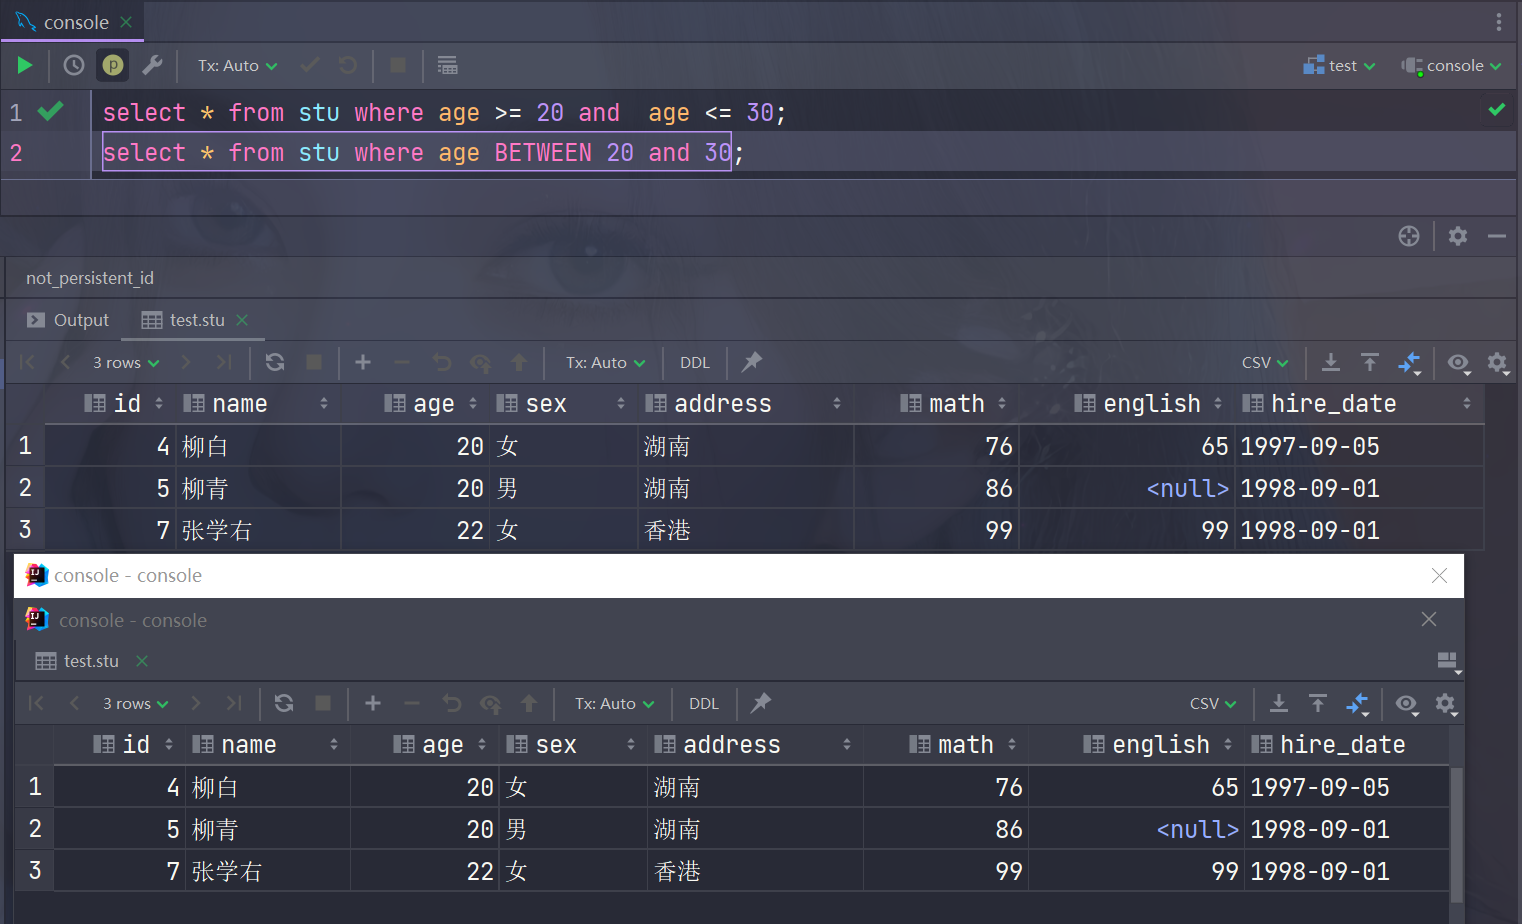 console
Tx: Auto test console
1 select * from stu where age >= 20 and  age <= 30;
2 select * from stu where age BETWEEN 20 and 30;
not_persistent_id
Output test.stu
3 rows Tx: Auto DDL CSV
id name age sex address math english hire_date
1 4 柳白 20 女 湖南 76 65 1997-09-05
2 5 柳青 20 男 湖南 86 <null> 1998-09-01
3 7 张学右 22 女 香港 99 99 1998-09-01
console - console
console - console
test.stu
3 rows Tx: Auto DDL CSV
id name age sex address math english hire_date
1 4 柳白 20 女 湖南 76 65 1997-09-05
2 5 柳青 20 男 湖南 86 <null> 1998-09-01
3 7 张学右 22 女 香港 99 99 1998-09-01